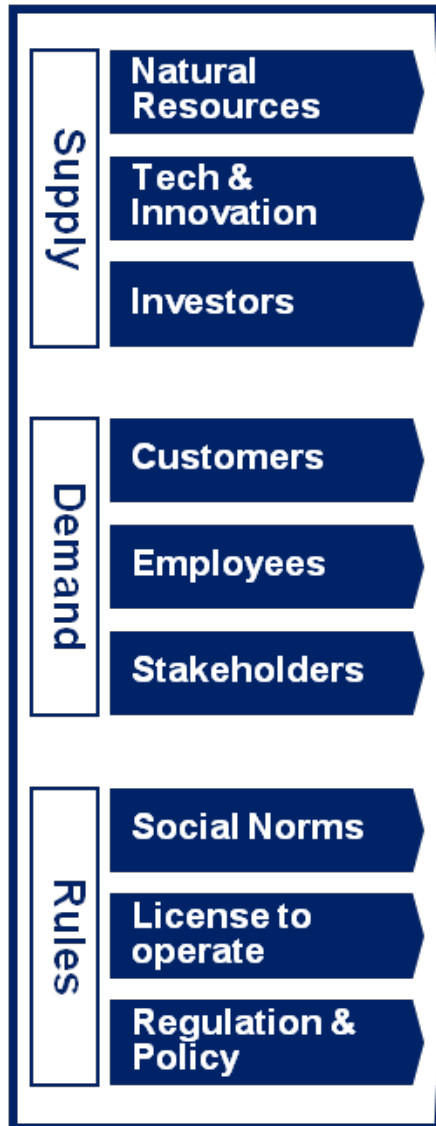 Supply
Natural
Resources
Tech &
Innovation
Investors
Demand
Customers
Employees
Stakeholders
Rules
Social Norms
License to
operate
Regulation &
Policy